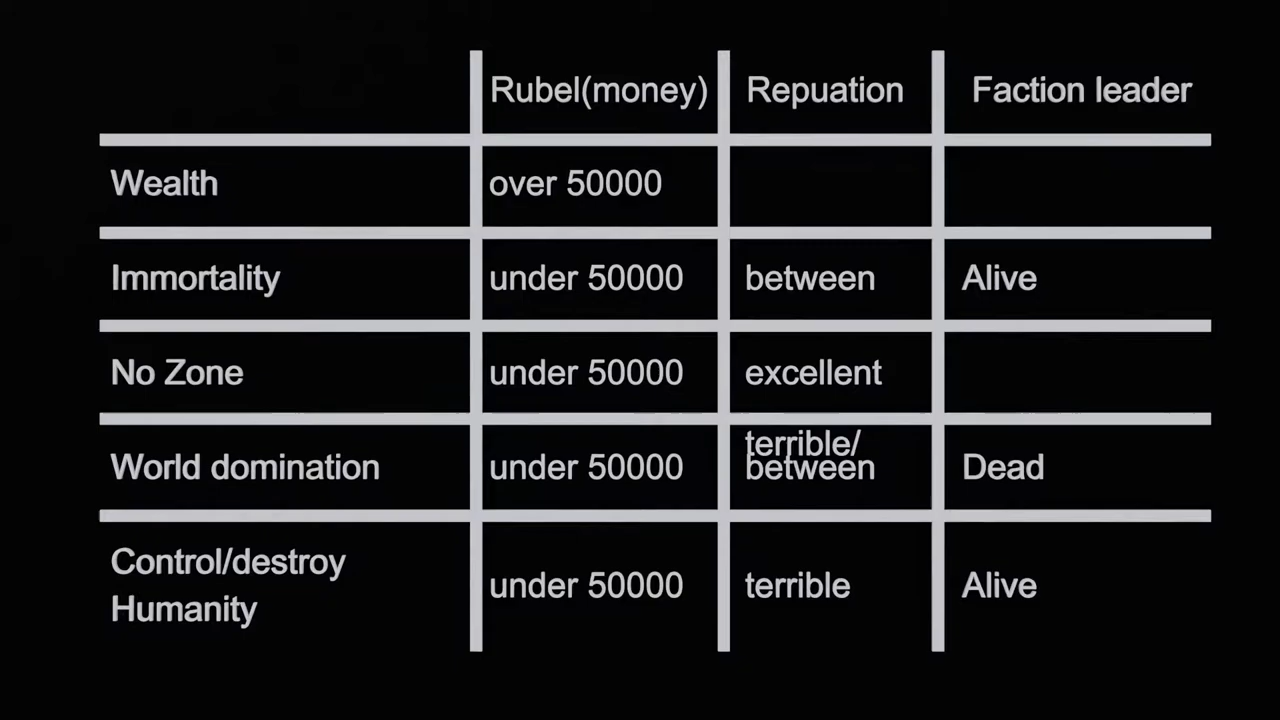 Rubel(money) Repuation Faction leader
Wealth over 50000
Immortality under 50000 between Alive
No Zone under 50000 excellent
terrible/
World domination under 50000 between Dead
Control/destroy
Humanity
under 50000 terrible Alive